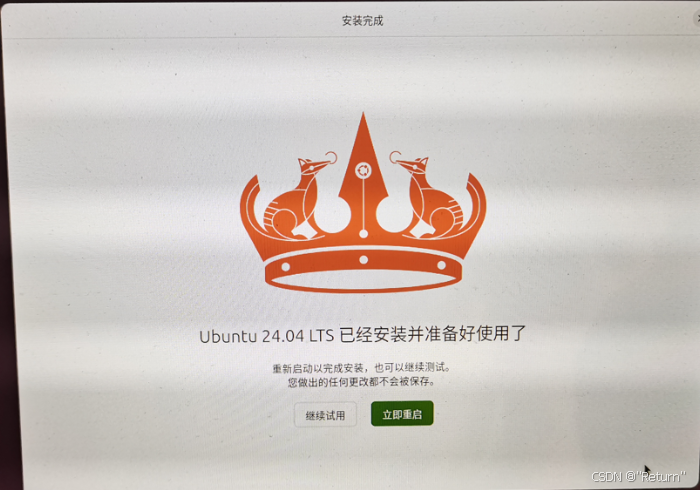 安装完成
Ubuntu 24.04 LTS 已经安装并准备好使用了
重新启动以完成安装，也可以继续测试。
您做出的任何更改都不会被保存。
继续试用
立即重启
CSDN @"Return"